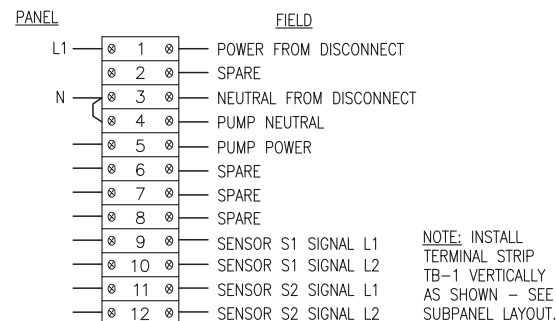 PANEL FIELD
L1 1 POWER FROM DISCONNECT
2 SPARE
N 3 NEUTRAL FROM DISCONNECT
4 PUMP NEUTRAL
5 PUMP POWER
6 SPARE
7 SPARE
8 SPARE
9 SENSOR S1 SIGNAL L1
10 SENSOR S1 SIGNAL L2
11 SENSOR S2 SIGNAL L1
12 SENSOR S2 SIGNAL L2
NOTE: INSTALL
TERMINAL STRIP
TB-1 VERTICALLY
AS SHOWN – SEE
SUBPANEL LAYOUT.